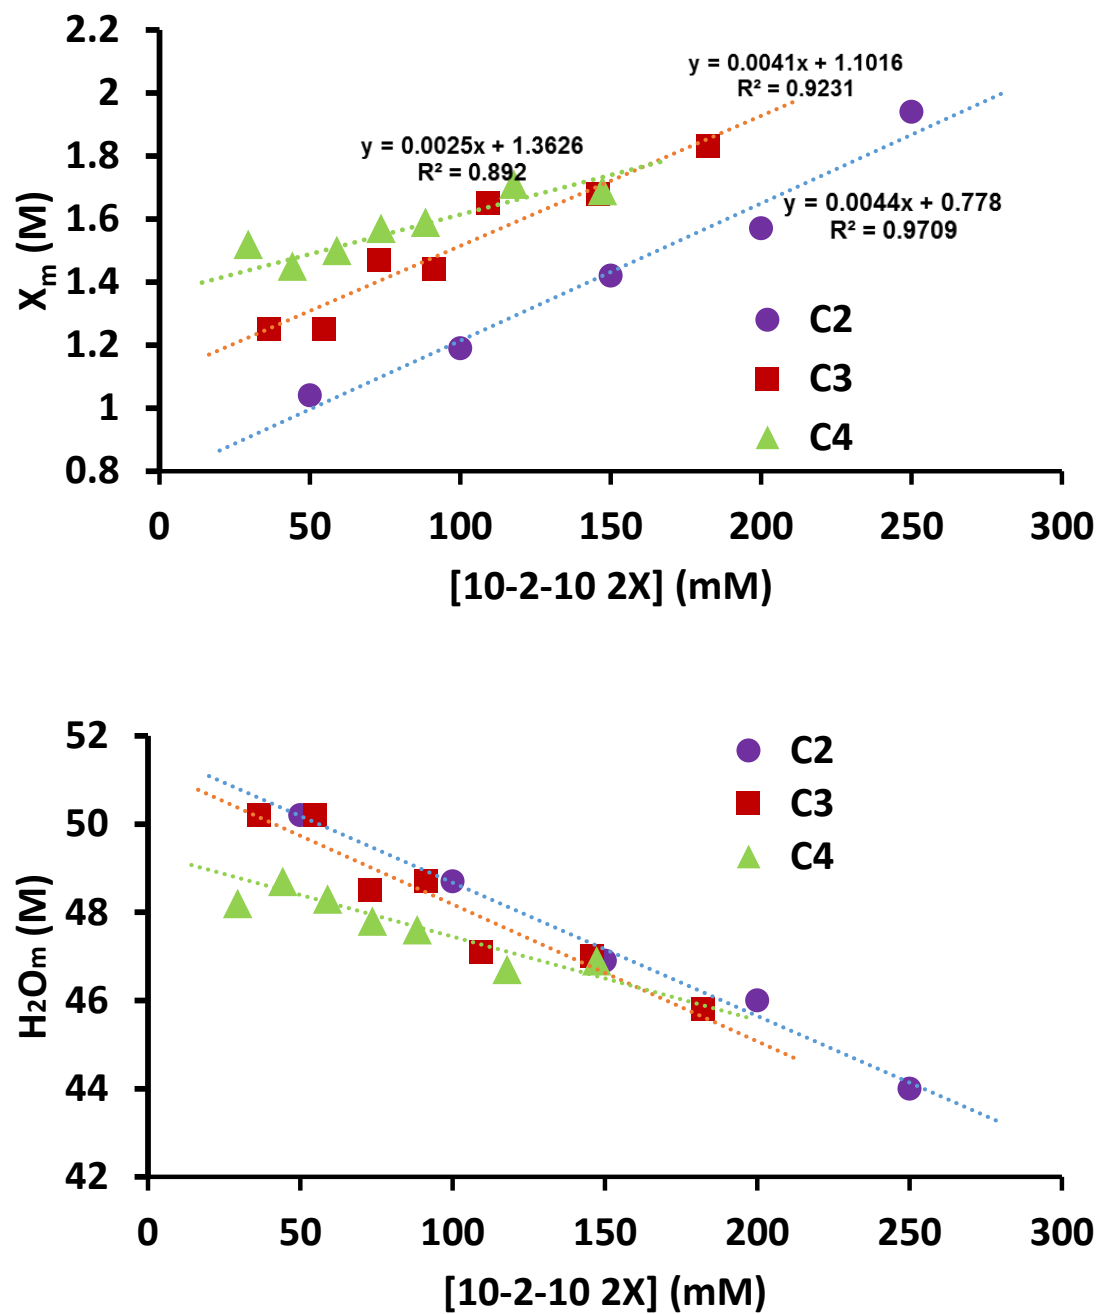 2.2
2
1.8
1.6
1.4
1.2
1
0.8
Xm (M)
y = 0.0041x + 1.1016
R² = 0.9231
y = 0.0025x + 1.3626
R² = 0.892
y = 0.0044x + 0.778
R² = 0.9709
C2
C3
C4
0 50 100 150 200 250 300
[10-2-10 2X] (mM)
52
50
48
46
44
42
H₂Om (M)
C2
C3
C4
0 50 100 150 200 250 300
[10-2-10 2X] (mM)